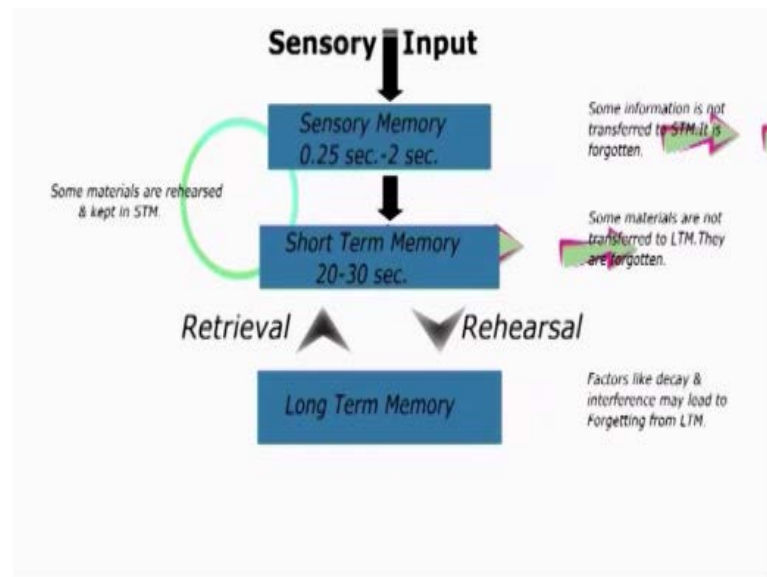 Sensory Input
Sensory Memory
0.25 sec.-2 sec.
Some information is not
transferred to STM.It is
forgotten.
Some materials are rehearsed
& kept in STM.
Short Term Memory
20-30 sec.
Some materials are not
transferred to LTM.They
are forgotten.
Retrieval
Rehearsal
Long Term Memory
Factors like decay &
interference may lead to
Forgetting from LTM.